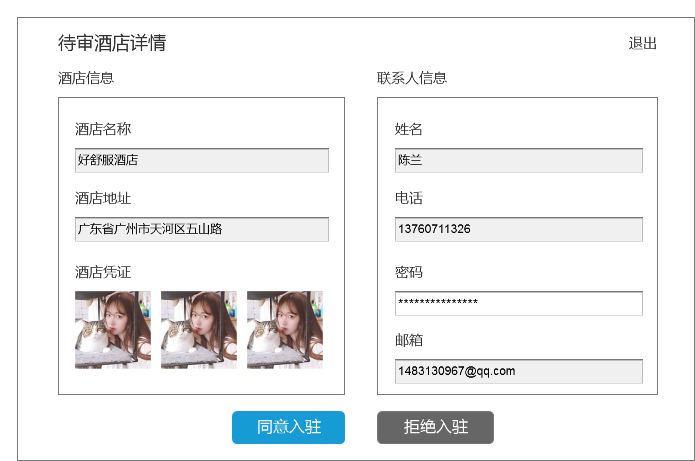 待审酒店详情
退出
酒店信息
酒店名称
好舒服酒店
酒店地址
广东省广州市天河区五山路
酒店凭证
联系人信息
姓名
陈兰
电话
13760711326
密码
***************
邮箱
1483130967@qq.com
同意入驻
拒绝入驻